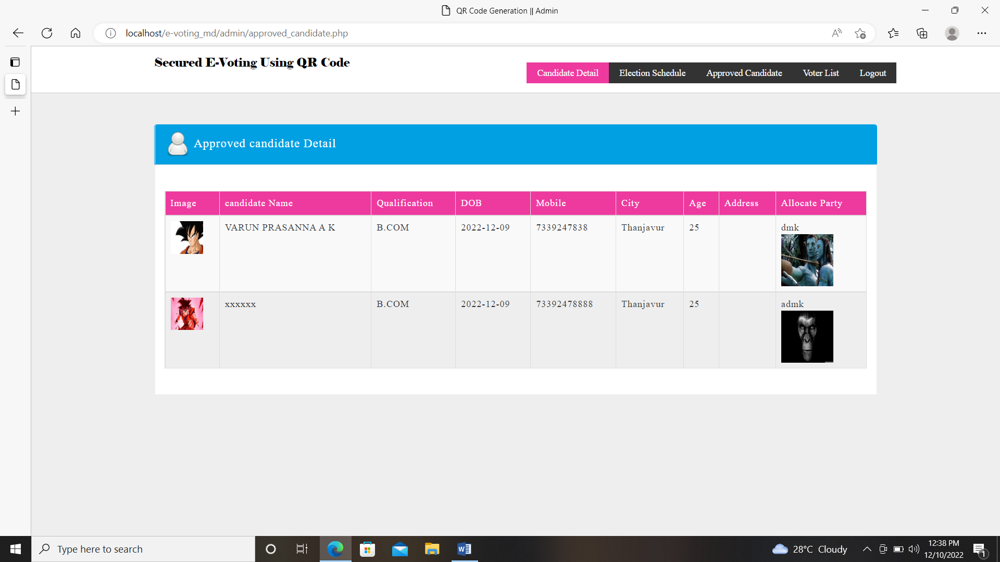 QR Code Generation || Admin
localhost/e-voting_md/admin/approved_candidate.php
Secured E-Voting Using QR Code
Candidate Detail Election Schedule Approved Candidate Voter List Logout
Approved candidate Detail
Image candidate Name Qualification DOB Mobile City Age Address Allocate Party
VARUN PRASANNA A K B.COM 2022-12-09 7339247838 Thanjavur 25 dmk
xxxxxx B.COM 2022-12-09 73392478888 Thanjavur 25 admk
Type here to search
28°C Cloudy
12:38 PM
12/10/2022
1